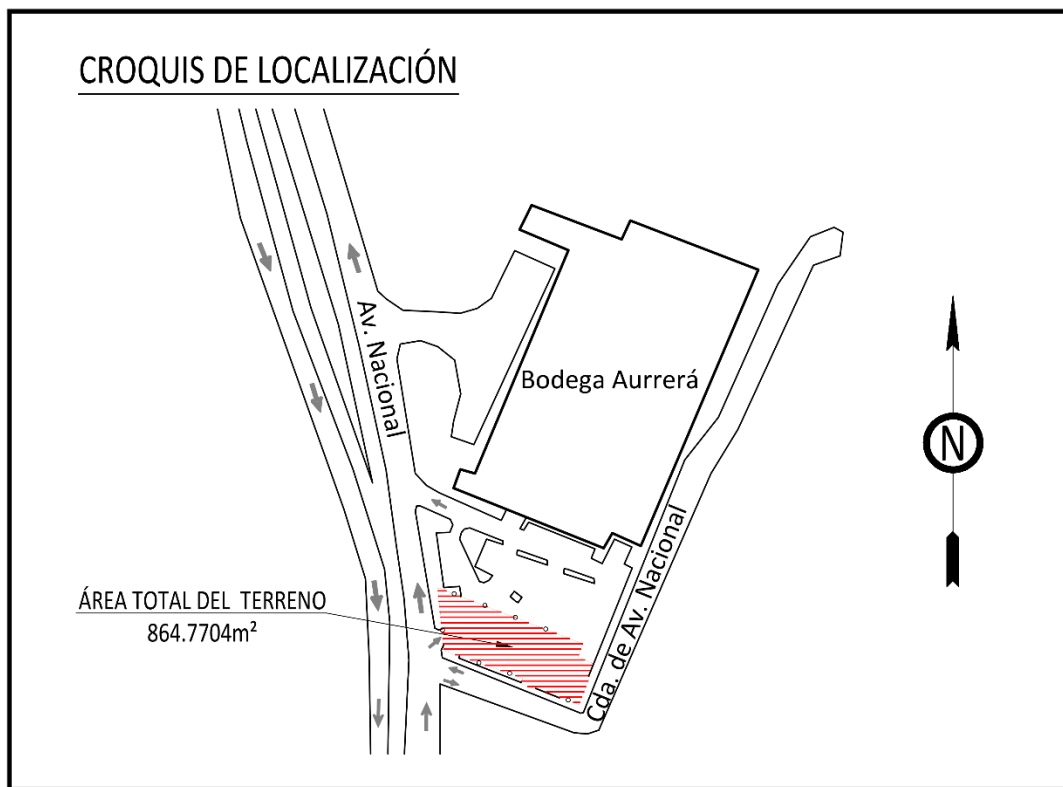 CROQUIS DE LOCALIZACIÓN
Av. Nacional
Bodega Aurrerá
N
Cda. de Av. Nacional
ÁREA TOTAL DEL TERRENO
864.7704m²